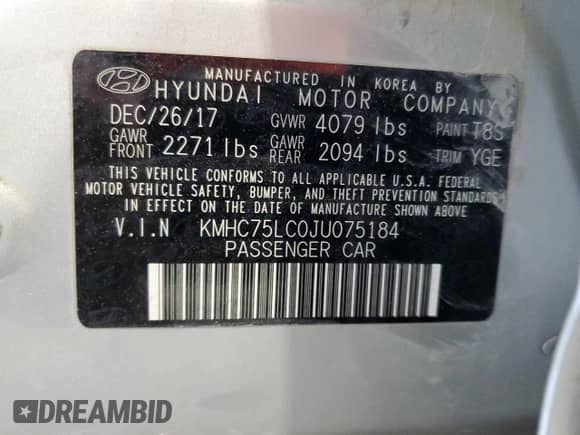 MANUFACTURED IN KOREA BY
HYUNDAI MOTOR COMPANY
DEC/26/17 GVWR 4079 lbs PAINT T8S
GAWR FRONT 2271 lbs GAWR REAR 2094 lbs TRIM YGE
THIS VEHICLE CONFORMS TO ALL APPLICABLE U.S.A. FEDERAL
MOTOR VEHICLE SAFETY, BUMPER, AND THEFT PREVENTION STANDARDS
IN EFFECT ON THE DATE OF MANUFACTURE SHOWN ABOVE
V.I.N KMHC75LC0JU075184
PASSENGER CAR
DREAMBID